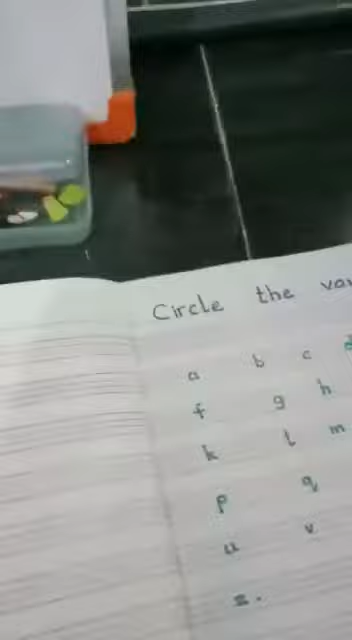 Circle the
a b c
f g h
k l m
p q
u v
z.